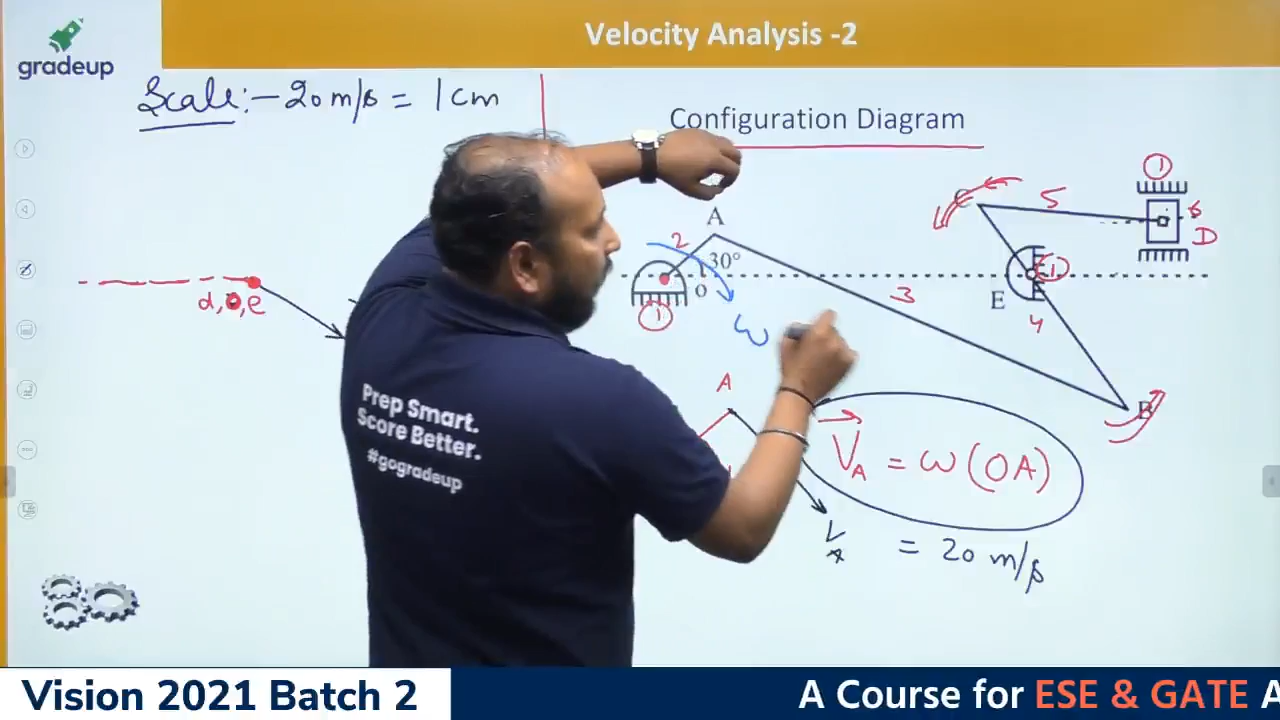 Velocity Analysis -2
gradeup
Scale:- 20 m/s = 1 cm
Configuration Diagram
1
C
5
6
D
A
2
30°
O
1
E
1
3
4
ω
d,o,e
B
A
V_A = ω(OA)
V_A
= 20 m/s
Prep Smart.
Score Better.
#gogradeup
Vision 2021 Batch 2
A Course for ESE & GATE A